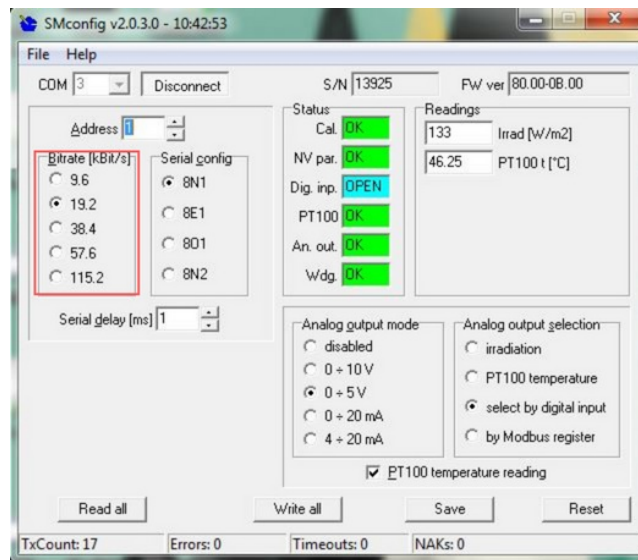 SMconfig v2.0.3.0 - 10:42:53
File Help
COM 3 Disconnect S/N 13925 FW ver 80.00-0B.00
Address 1
Bitrate [kBit/s]
9.6
19.2
38.4
57.6
115.2
Serial config
8N1
8E1
8O1
8N2
Serial delay [ms] 1
Status
Cal. OK
NV par. OK
Dig. inp. OPEN
PT100 OK
An. out. OK
Wdg. OK
Readings
133 Irrad [W/m2]
46.25 PT100 t [°C]
Analog output mode
disabled
0 ÷ 10 V
0 ÷ 5 V
0 ÷ 20 mA
4 ÷ 20 mA
Analog output selection
irradiation
PT100 temperature
select by digital input
by Modbus register
PT100 temperature reading
Read all Write all Save Reset
TxCount: 17 Errors: 0 Timeouts: 0 NAKs: 0